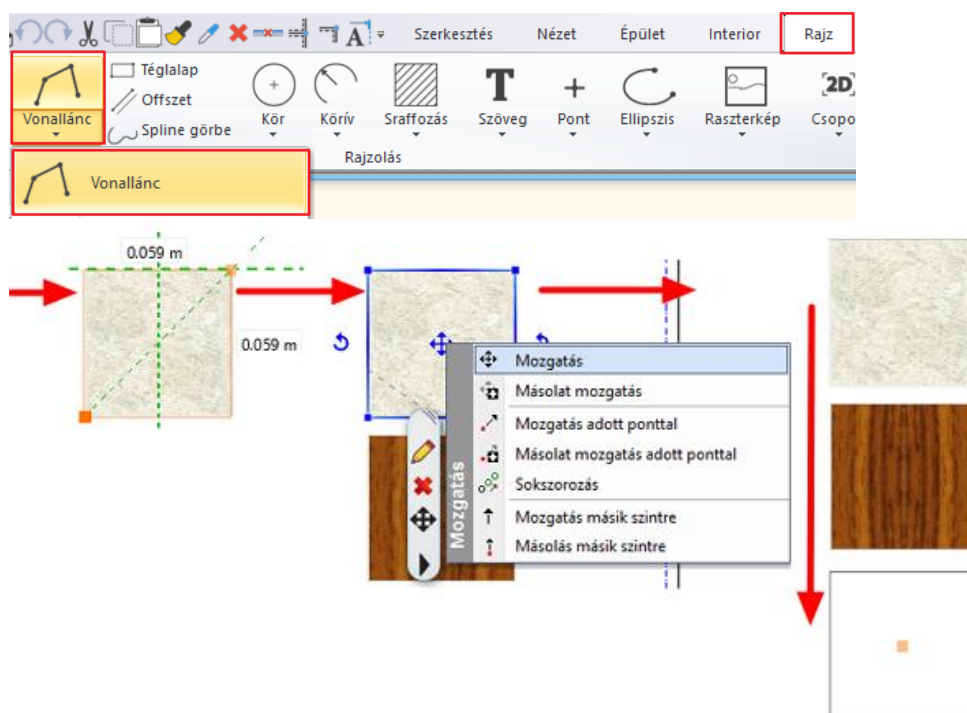 Szerkesztés Nézet Épület Interior Rajz
Téglalap
Offszet
Spline görbe
Vonallánc Kör Körív Sraffozás Szöveg Pont Ellipszis Raszterkép Csopo
2D
Rajzolás
Vonallánc
0.059 m
0.059 m
Mozgatás
Mozgatás
Másolat mozgatás
Mozgatás adott ponttal
Másolat mozgatás adott ponttal
Sokszorozás
Mozgatás másik szintre
Másolás másik szintre